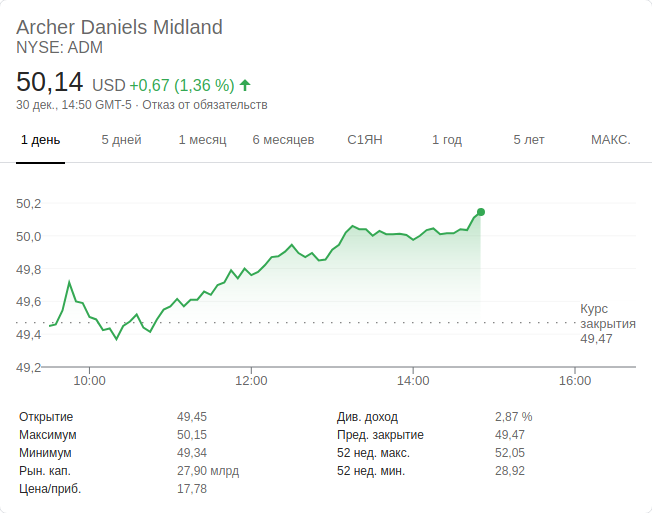 Archer Daniels Midland
NYSE: ADM
50,14 USD +0,67 (1,36 %)
30 дек., 14:50 GMT-5 · Отказ от обязательств
1 день 5 дней 1 месяц 6 месяцев С1ЯН 1 год 5 лет МАКС.
50,2
50,0
49,8
49,6
49,4
49,2
Курс
закрытия
49,47
10:00 12:00 14:00 16:00
Открытие 49,45 Див. доход 2,87 %
Максимум 50,15 Пред. закрытие 49,47
Минимум 49,34 52 нед. макс. 52,05
Рын. кап. 27,90 млрд 52 нед. мин. 28,92
Цена/приб. 17,78